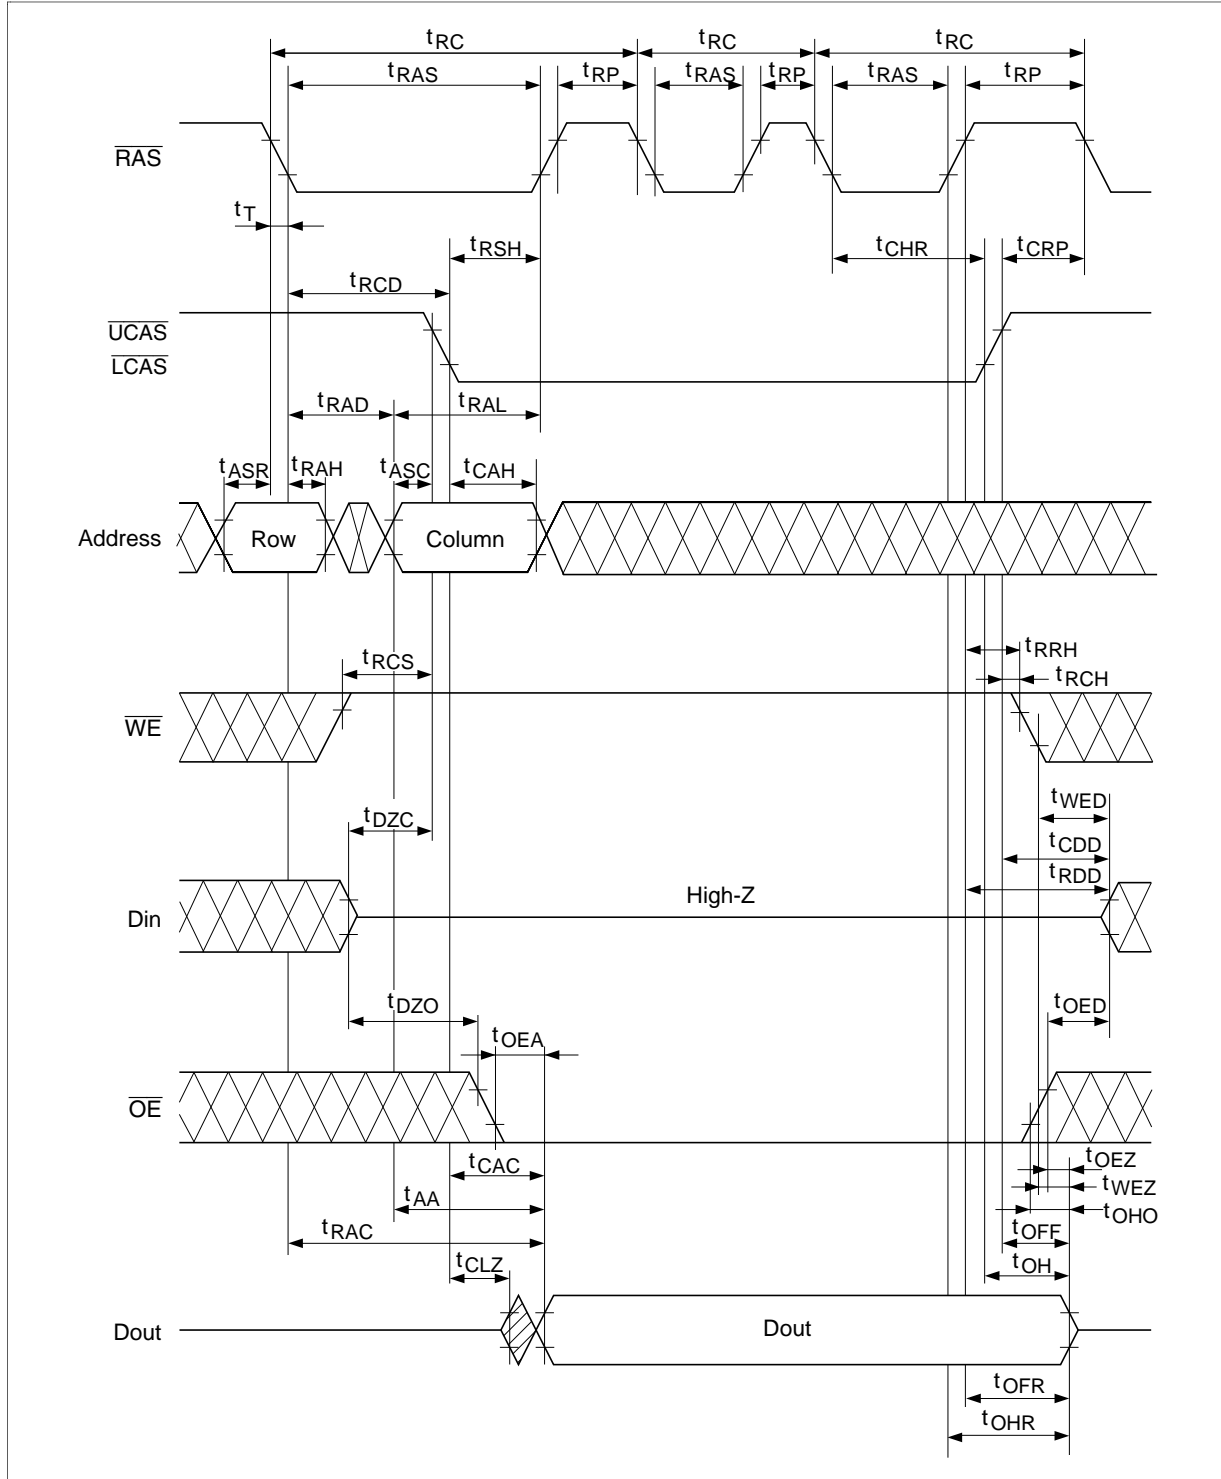 tRC tRC tRC
tRAS tRP tRAS tRP tRAS tRP
RAS
tT
tRSH tCHR tCRP
tRCD
UCAS
LCAS
tRAD tRAL
tASR tRAH tASC tCAH
Address Row Column
tRRH
tRCS
tRCH
WE
tWED
tDZC
tCDD
tRDD
High-Z
Din
tDZO tOED
tOEA
OE
tOEZ
tCAC
tWEZ
tAA
tOHO
tRAC
tOFF
tCLZ
tOH
Dout Dout
tOFR
tOHR